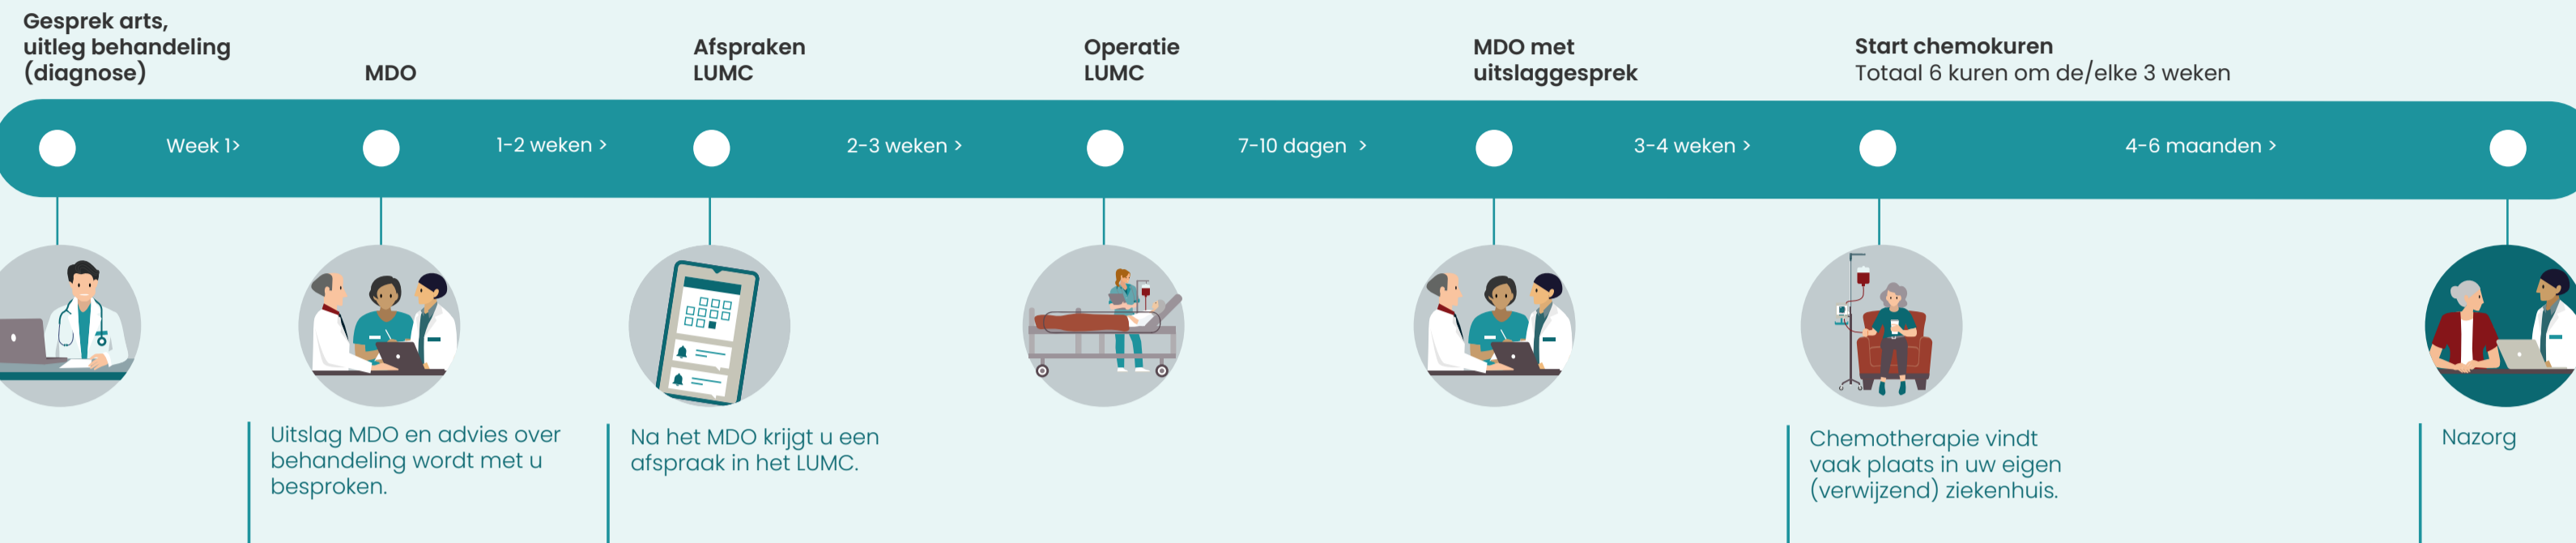 Gesprek arts,
uitleg behandeling
(diagnose)
MDO
Afspraken
LUMC
Operatie
LUMC
MDO met
uitslaggesprek
Start chemokuren
Totaal 6 kuren om de/elke 3 weken
Week 1>
1-2 weken >
2-3 weken >
7-10 dagen >
3-4 weken >
4-6 maanden >
Uitslag MDO en advies over
behandeling wordt met u
besproken.
Na het MDO krijgt u een
afspraak in het LUMC.
Chemotherapie vindt
vaak plaats in uw eigen
(verwijzend) ziekenhuis.
Nazorg